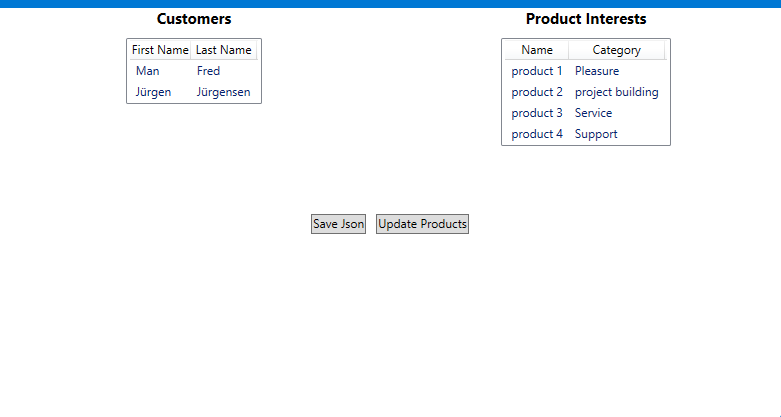 Customers
First Name Last Name
Man Fred
Jürgen Jürgensen
Product Interests
Name Category
product 1 Pleasure
product 2 project building
product 3 Service
product 4 Support
Save Json Update Products